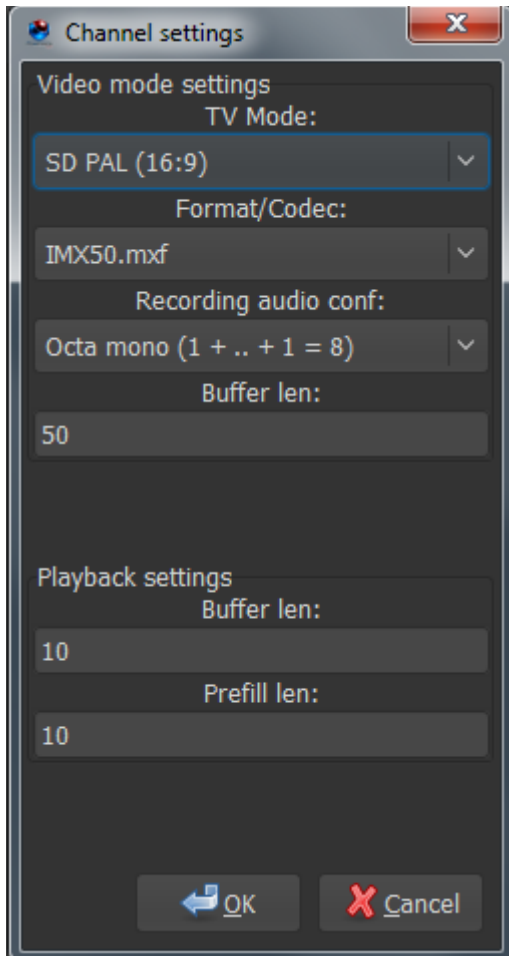 Channel settings
Video mode settings
TV Mode:
SD PAL (16:9)
Format/Codec:
IMX50.mxf
Recording audio conf:
Octa mono (1 + .. + 1 = 8)
Buffer len:
50
Playback settings
Buffer len:
10
Prefill len:
10
OK
Cancel